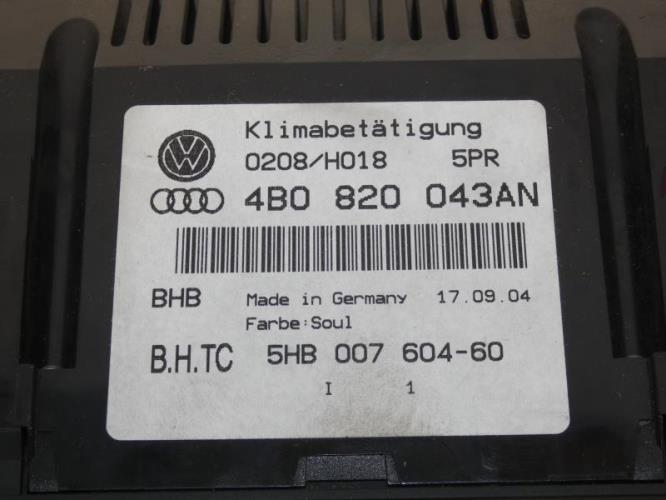 Klimabetätigung
0208/H018 5PR
4B0 820 043AN
BHB Made in Germany 17.09.04
Farbe:Soul
B.H.TC 5HB 007 604-60
I 1